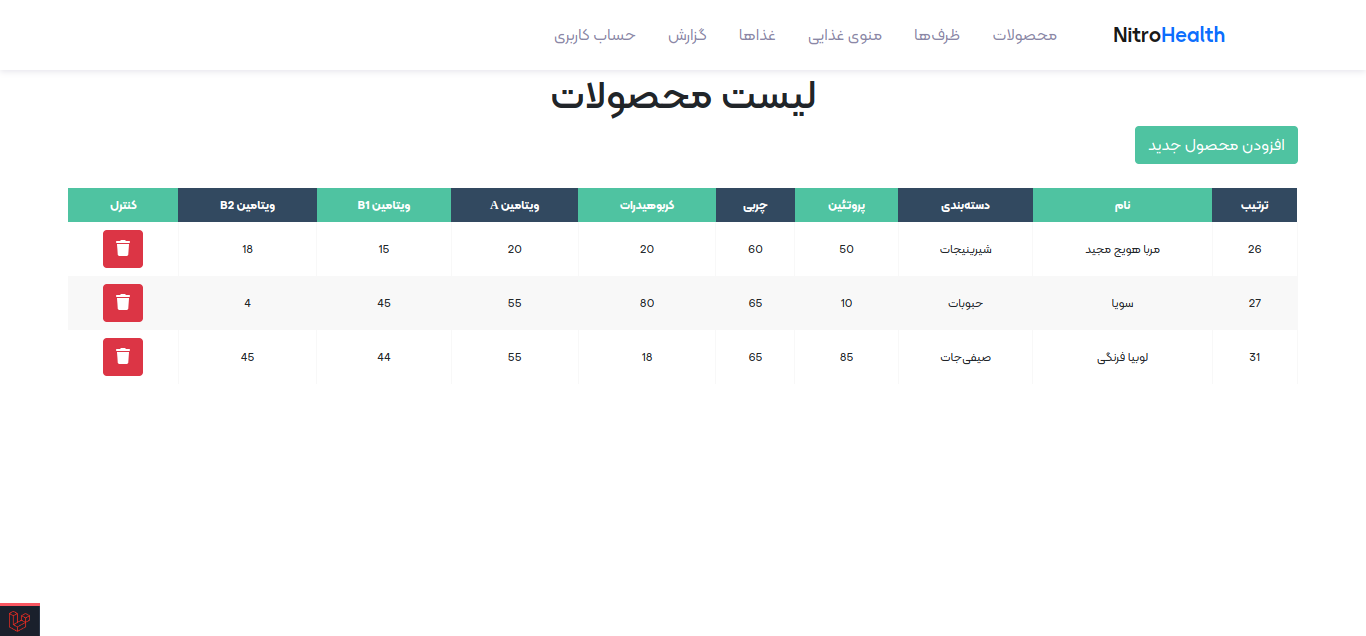 NitroHealth محصولات ظرف‌ها منوی غذایی غذاها گزارش حساب کاربری
لیست محصولات
افزودن محصول جدید
ترتیب نام دسته‌بندی پروتئین چربی کربوهیدرات ویتامین A ویتامین B1 ویتامین B2 کنترل
26 مربا هویج مجید شیرینیجات 50 60 20 20 15 18
27 سویا حبوبات 10 65 80 55 45 4
31 لوبیا فرنگی صیفی‌جات 85 65 18 55 44 45